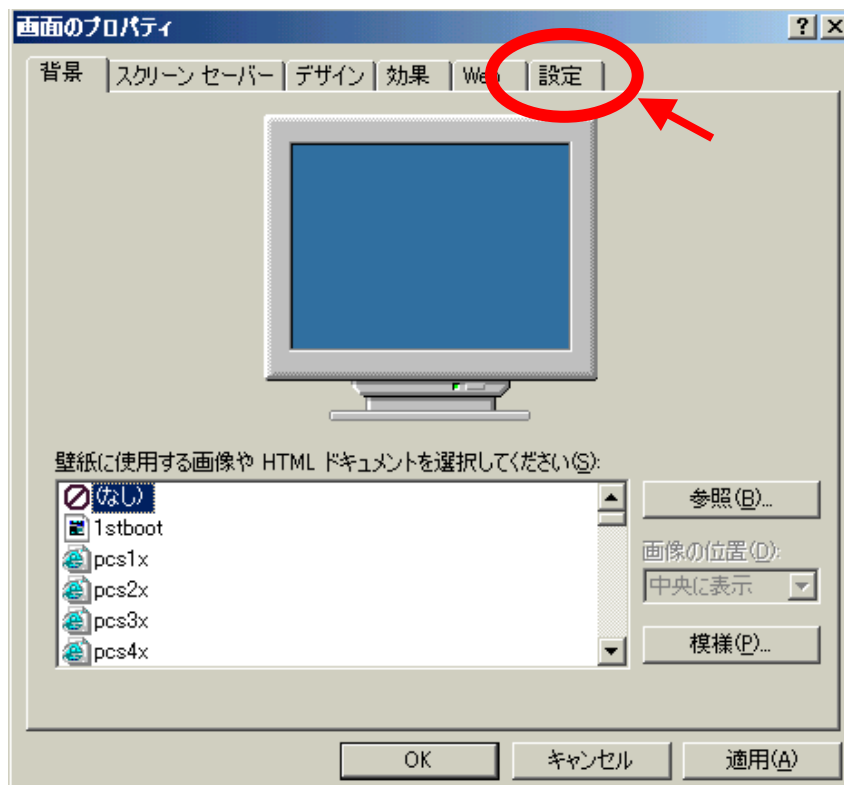 画面のプロパティ
背景 スクリーン セーバー デザイン 効果 Web 設定
壁紙に使用する画像や HTML ドキュメントを選択してください(S):
(なし)
1stboot
pcs1x
pcs2x
pcs3x
pcs4x
参照(B)...
画像の位置(D):
中央に表示
模様(P)...
OK キャンセル 適用(A)